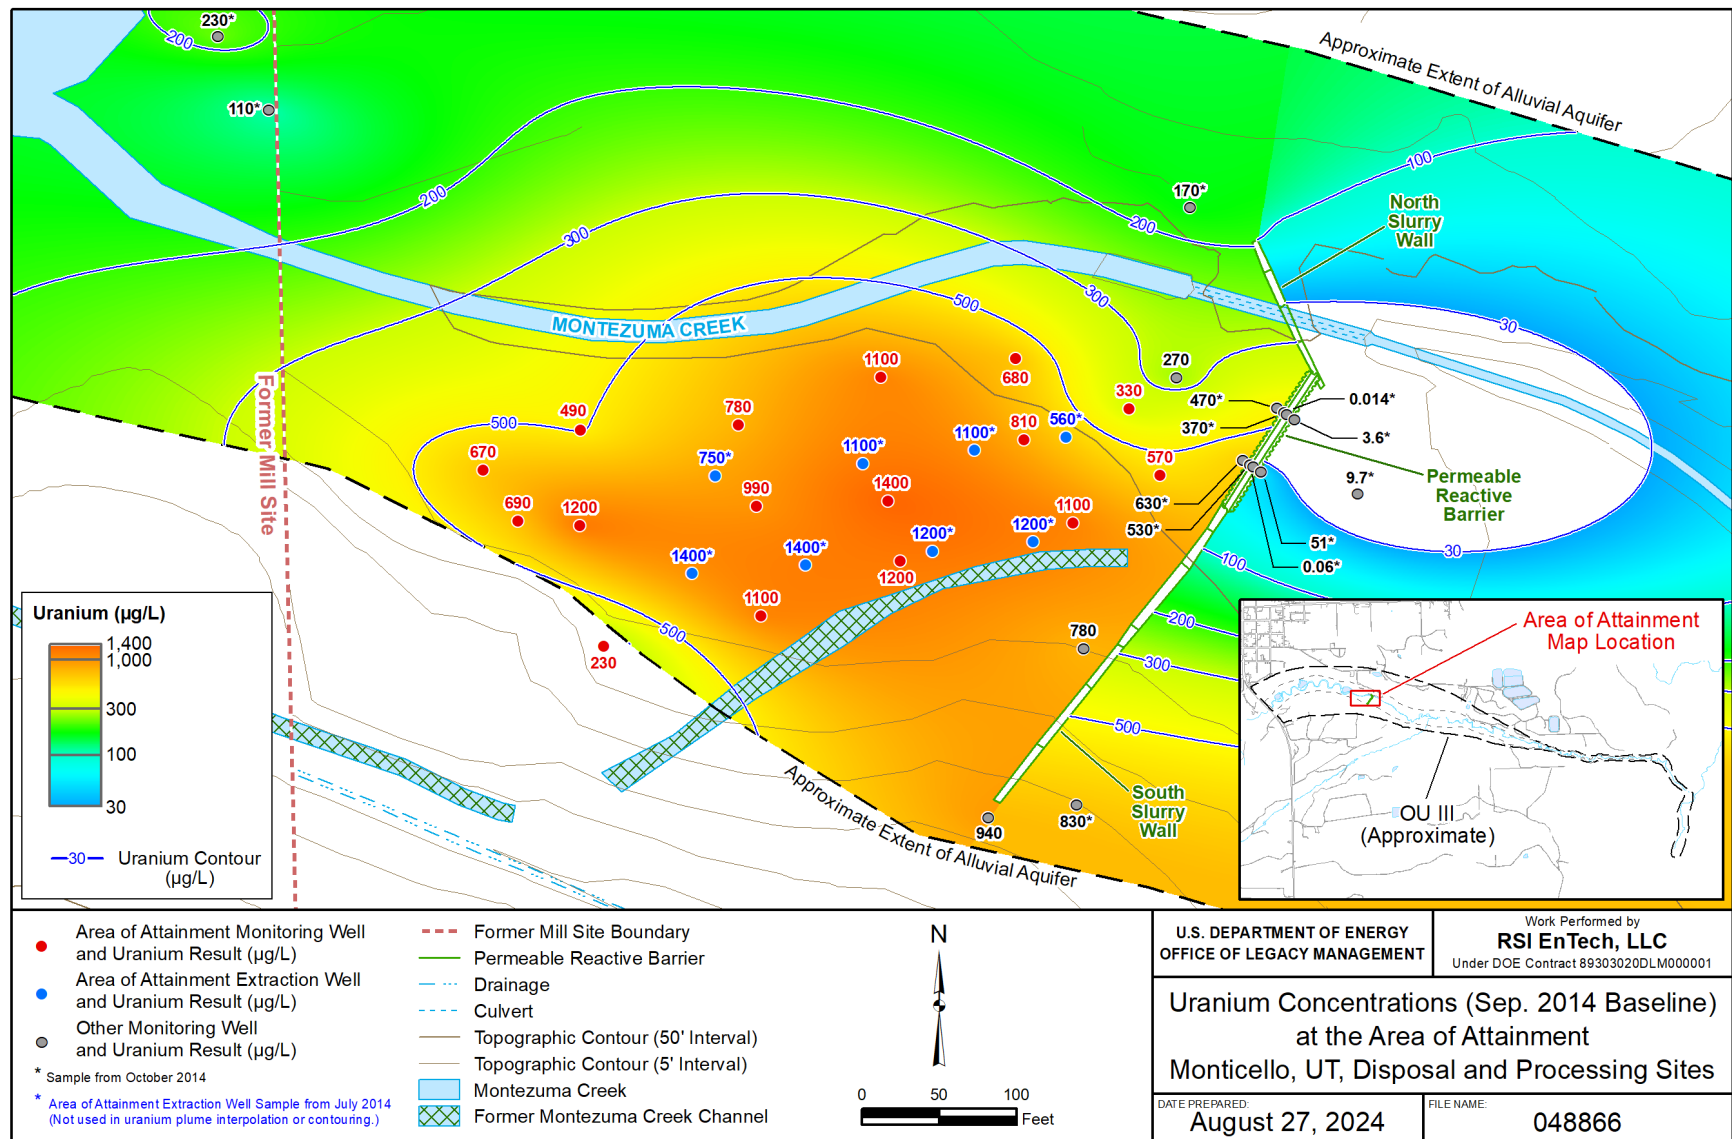 230*
200
110*
Approximate Extent of Alluvial Aquifer
100
200
170*
North
Slurry
Wall
200
300
300
500
30
MONTEZUMA CREEK
Former Mill Site
1100
680
270
330
470*
0.014*
370*
3.6*
490
780
810
560*
500
1100*
1100*
670
750*
570
9.7*
Permeable
Reactive
Barrier
690
1200
990
1400
1100
630*
530*
1200*
1200*
51*
30
0.06*
1400*
1400*
1200
100
1100
200
500
780
230
300
500
Approximate Extent of Alluvial Aquifer
South
Slurry
Wall
940
830*
Uranium (µg/L)
1,400
1,000
300
100
30
30
Uranium Contour
(µg/L)
Area of Attainment
Map Location
OU III
(Approximate)
Area of Attainment Monitoring Well
and Uranium Result (µg/L)
Area of Attainment Extraction Well
and Uranium Result (µg/L)
Other Monitoring Well
and Uranium Result (µg/L)
* Sample from October 2014
* Area of Attainment Extraction Well Sample from July 2014
(Not used in uranium plume interpolation or contouring.)
Former Mill Site Boundary
Permeable Reactive Barrier
Drainage
Culvert
Topographic Contour (50' Interval)
Topographic Contour (5' Interval)
Montezuma Creek
Former Montezuma Creek Channel
N
0 50 100
Feet
U.S. DEPARTMENT OF ENERGY
OFFICE OF LEGACY MANAGEMENT
Work Performed by
RSI EnTech, LLC
Under DOE Contract 89303020DLM000001
Uranium Concentrations (Sep. 2014 Baseline)
at the Area of Attainment
Monticello, UT, Disposal and Processing Sites
DATE PREPARED:
August 27, 2024
FILE NAME:
048866